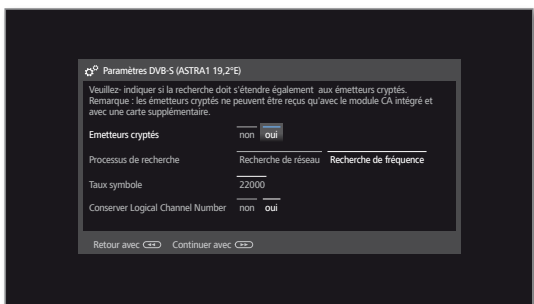 Paramètres DVB-S (ASTRA1 19,2°E)
Veuillez- indiquer si la recherche doit s'étendre également aux émetteurs cryptés.
Remarque : les émetteurs cryptés ne peuvent être reçus qu'avec le module CA intégré et
avec une carte supplémentaire.
Emetteurs cryptés non oui
Processus de recherche Recherche de réseau Recherche de fréquence
Taux symbole 22000
Conserver Logical Channel Number non oui
Retour avec Continuer avec